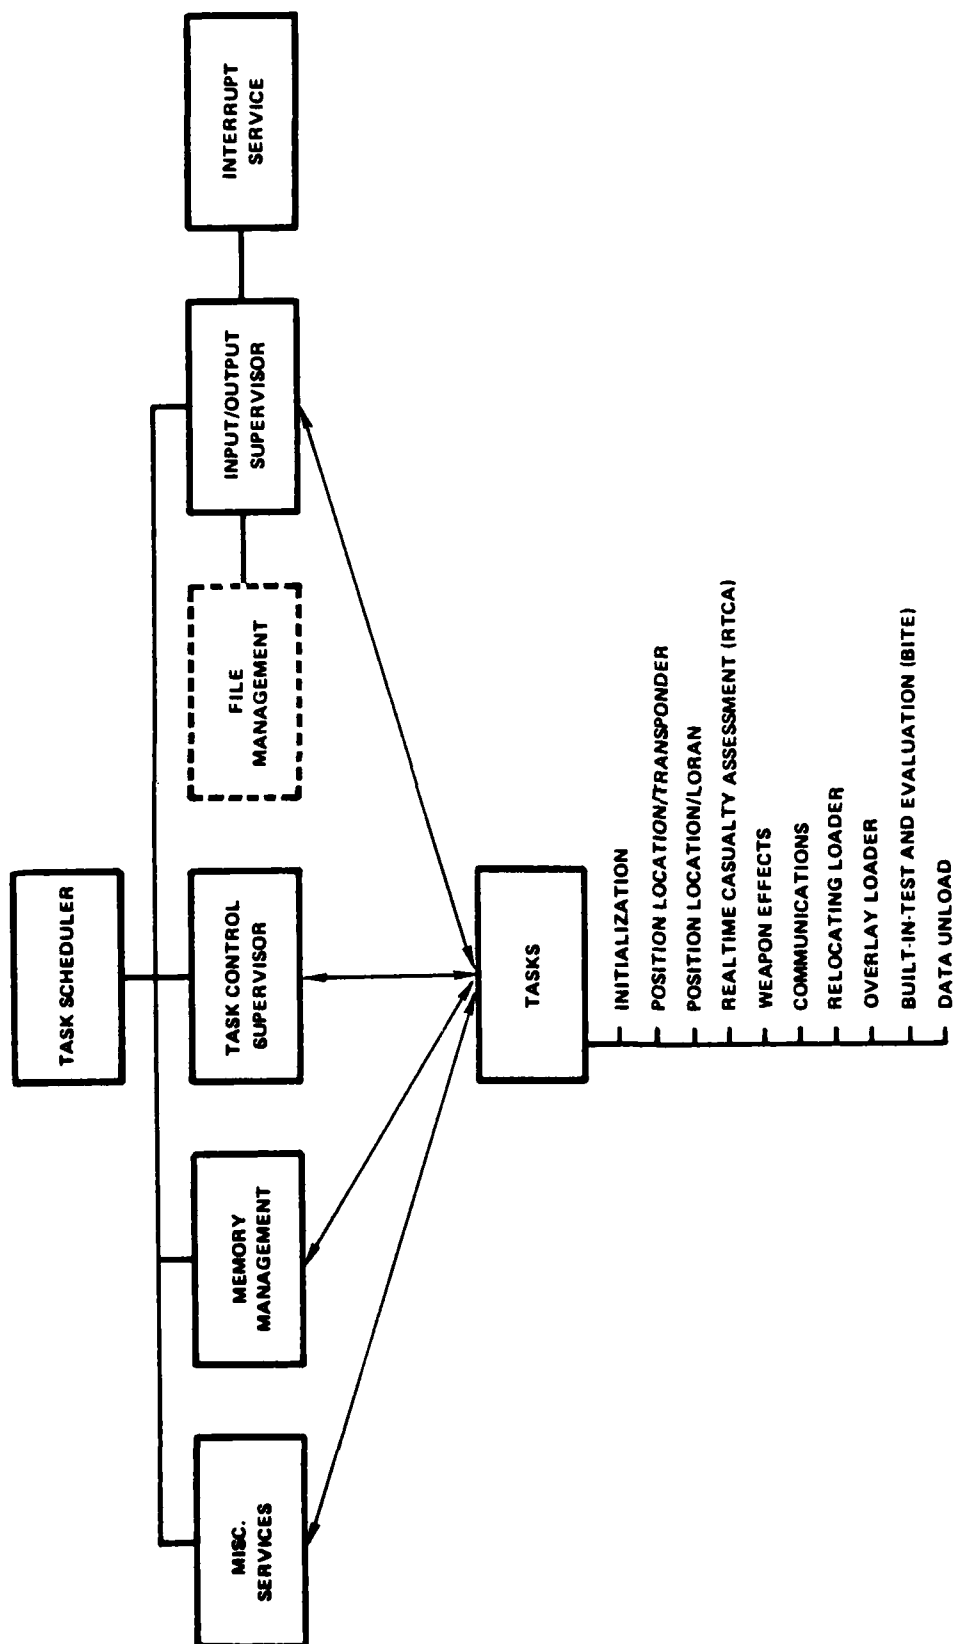 TASK SCHEDULER
MISC.
SERVICES
MEMORY
MANAGEMENT
TASK CONTROL
SUPERVISOR
FILE
MANAGEMENT
INPUT/OUTPUT
SUPERVISOR
INTERRUPT
SERVICE
TASKS
INITIALIZATION
POSITION LOCATION/TRANSPONDER
POSITION LOCATION/LORAN
REALTIME CASUALTY ASSESSMENT (RTCA)
WEAPON EFFECTS
COMMUNICATIONS
RELOCATING LOADER
OVERLAY LOADER
BUILT-IN-TEST AND EVALUATION (BITE)
DATA UNLOAD